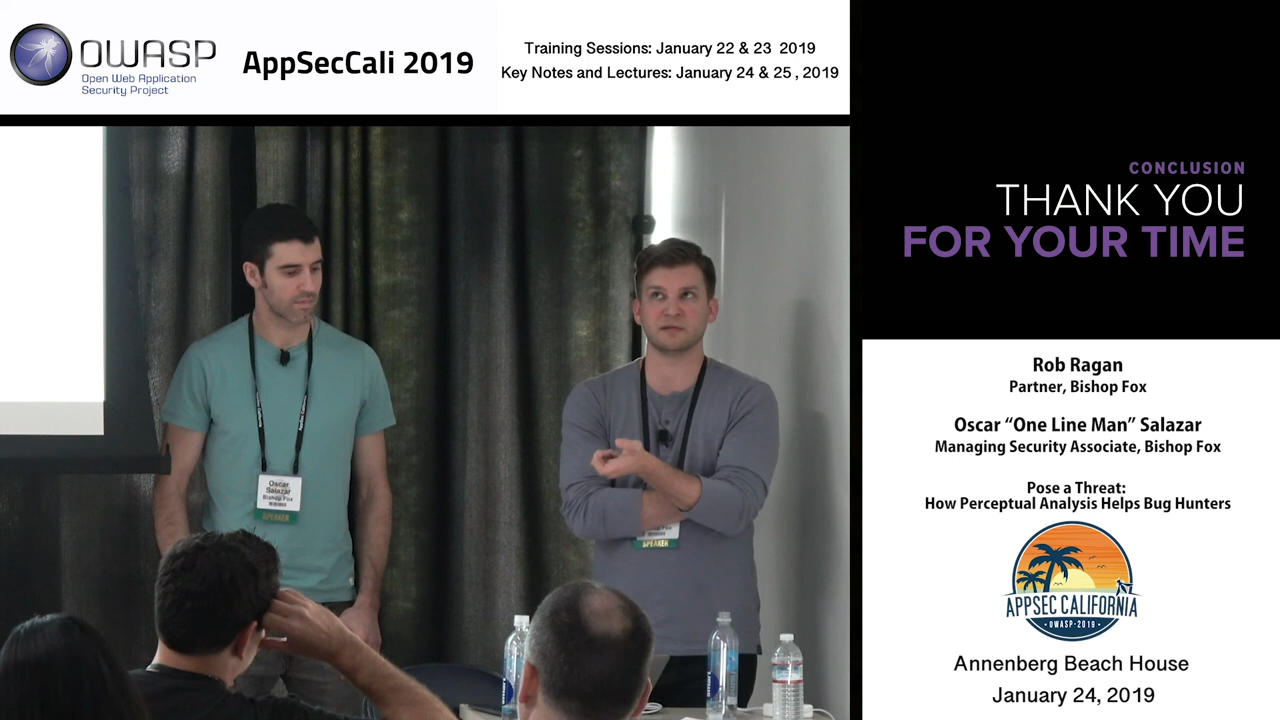 OWASP
Open Web Application
Security Project
AppSecCali 2019
Training Sessions: January 22 & 23 2019
Key Notes and Lectures: January 24 & 25 , 2019
CONCLUSION
THANK YOU
FOR YOUR TIME
Oscar
Salazar
Bishop Fox
SPEAKER
SPEAKER
Rob Ragan
Partner, Bishop Fox
Oscar “One Line Man” Salazar
Managing Security Associate, Bishop Fox
Pose a Threat:
How Perceptual Analysis Helps Bug Hunters
APPSEC CALIFORNIA
• OWASP-2019 •
Annenberg Beach House
January 24, 2019